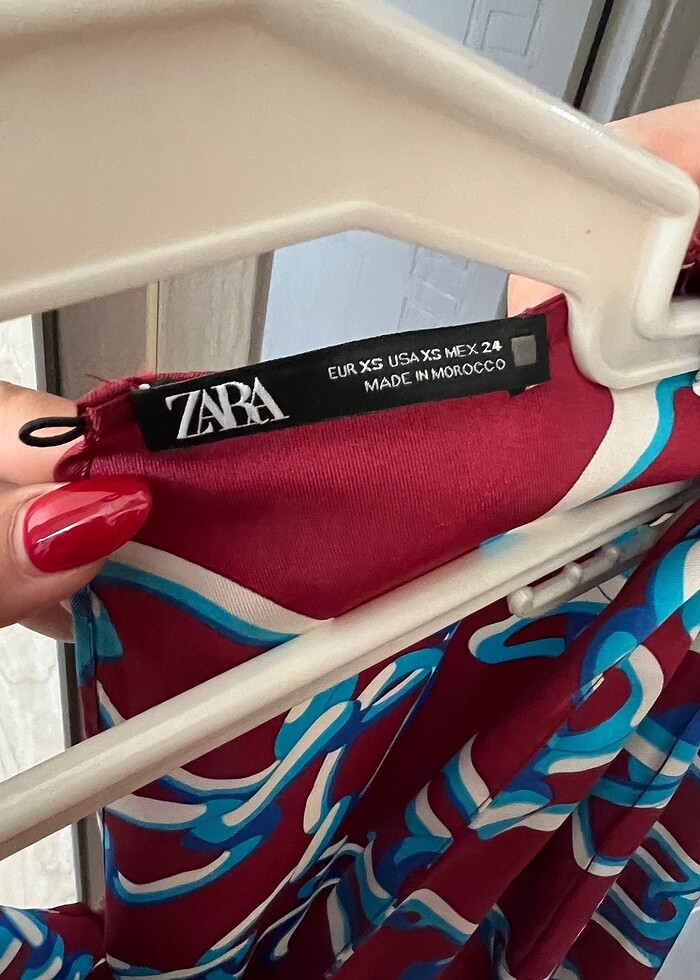 ZARA
EUR XS USA XS MEX 24
MADE IN MOROCCO